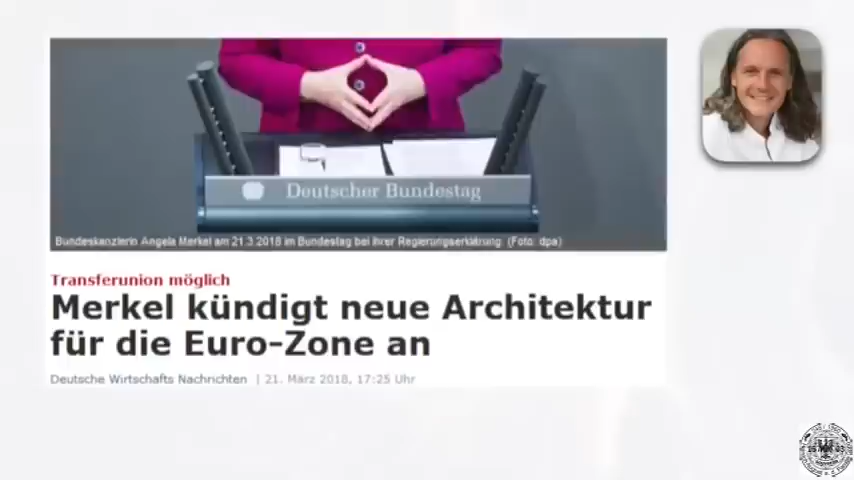 Deutscher Bundestag
Bundeskanzlerin Angela Merkel am 21.3.2018 im Bundestag bei ihrer Regierungserklärung. (Foto: dpa)
Transferunion möglich
Merkel kündigt neue Architektur
für die Euro-Zone an
Deutsche Wirtschafts Nachrichten | 21. März 2018, 17:25 Uhr